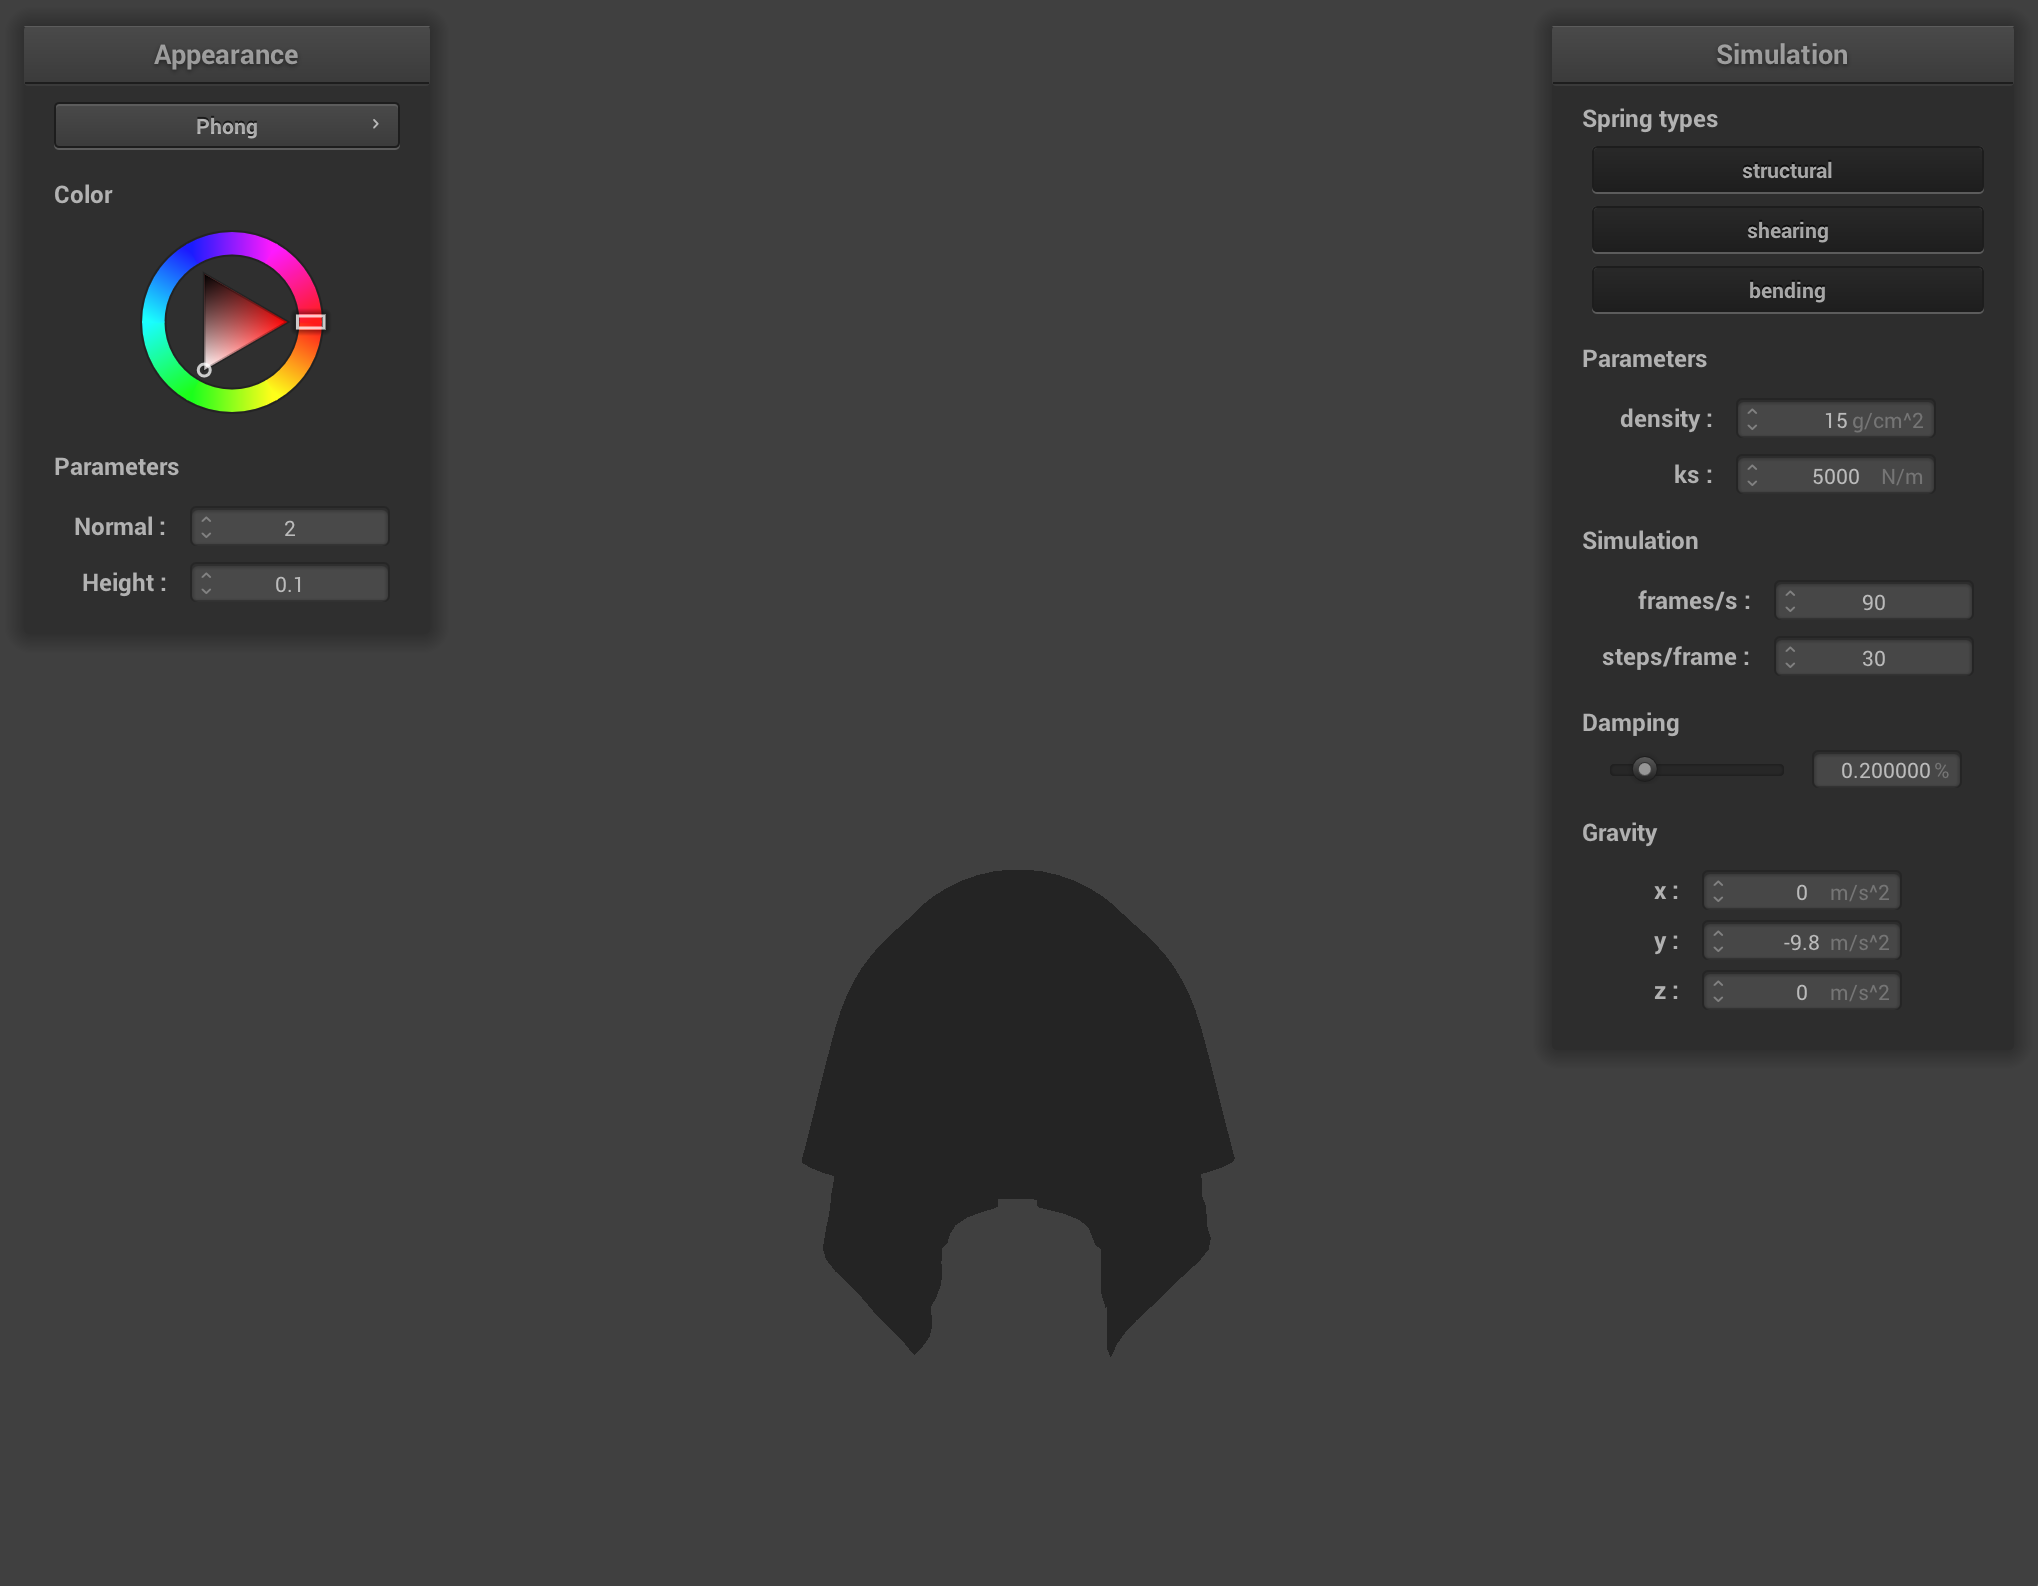 Appearance
Phong
Color
Parameters
Normal : 2
Height : 0.1
Simulation
Spring types
structural
shearing
bending
Parameters
density : 15 g/cm^2
ks : 5000 N/m
Simulation
frames/s : 90
steps/frame : 30
Damping
0.200000 %
Gravity
x : 0 m/s^2
y : -9.8 m/s^2
z : 0 m/s^2